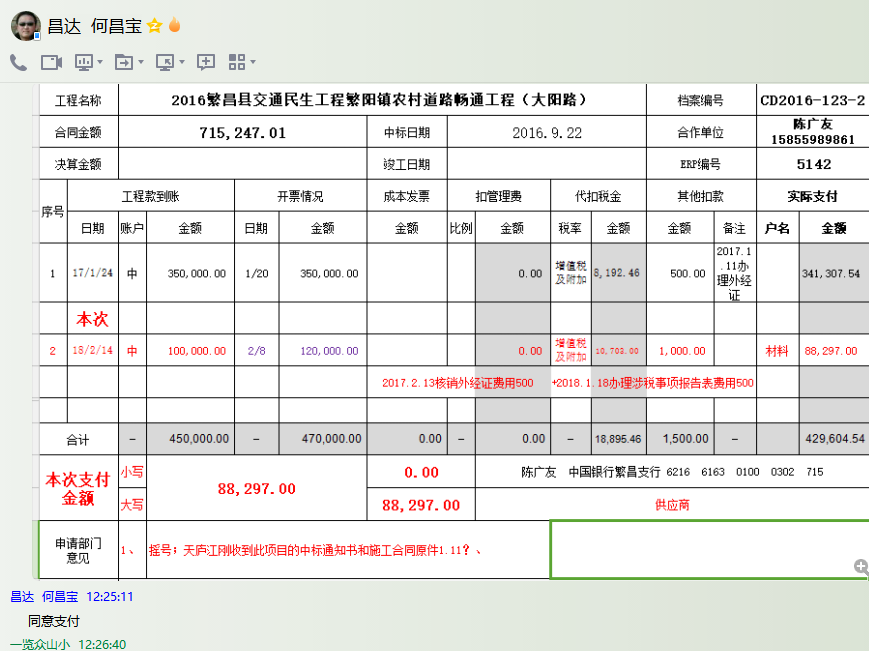 昌达 何昌宝
工程名称 2016繁昌县交通民生工程繁阳镇农村道路畅通工程（大阳路） 档案编号 CD2016-123-2
合同金额 715,247.01 中标日期 2016.9.22 合作单位 陈广友 15855989861
决算金额 竣工日期 ERP编号 5142
序号 工程款到账 开票情况 成本发票 扣管理费 代扣税金 其他扣款 实际支付
日期 账户 金额 日期 金额 金额 比例 金额 税率 金额 金额 备注 户名 金额
1 17/1/24 中 350,000.00 1/20 350,000.00 0.00 增值税及附加 8,192.46 500.00 2017.1.11办理外经证 341,307.54
本次
2 18/2/14 中 100,000.00 2/8 120,000.00 0.00 增值税及附加 10,703.00 1,000.00 材料 88,297.00
2017.2.13核销外经证费用500 +2018.1.18办理涉税事项报告表费用500
合计 – 450,000.00 – 470,000.00 0.00 – 0.00 – 18,895.46 1,500.00 – 429,604.54
本次支付金额 小写 88,297.00 0.00 陈广友 中国银行繁昌支行 6216 6163 0100 0302 715
大写 88,297.00 供应商
申请部门意见 1、 摇号；天庐江刚收到此项目的中标通知书和施工合同原件1.11？、
昌达 何昌宝 12:25:11
同意支付
一览众山小 12:26:40